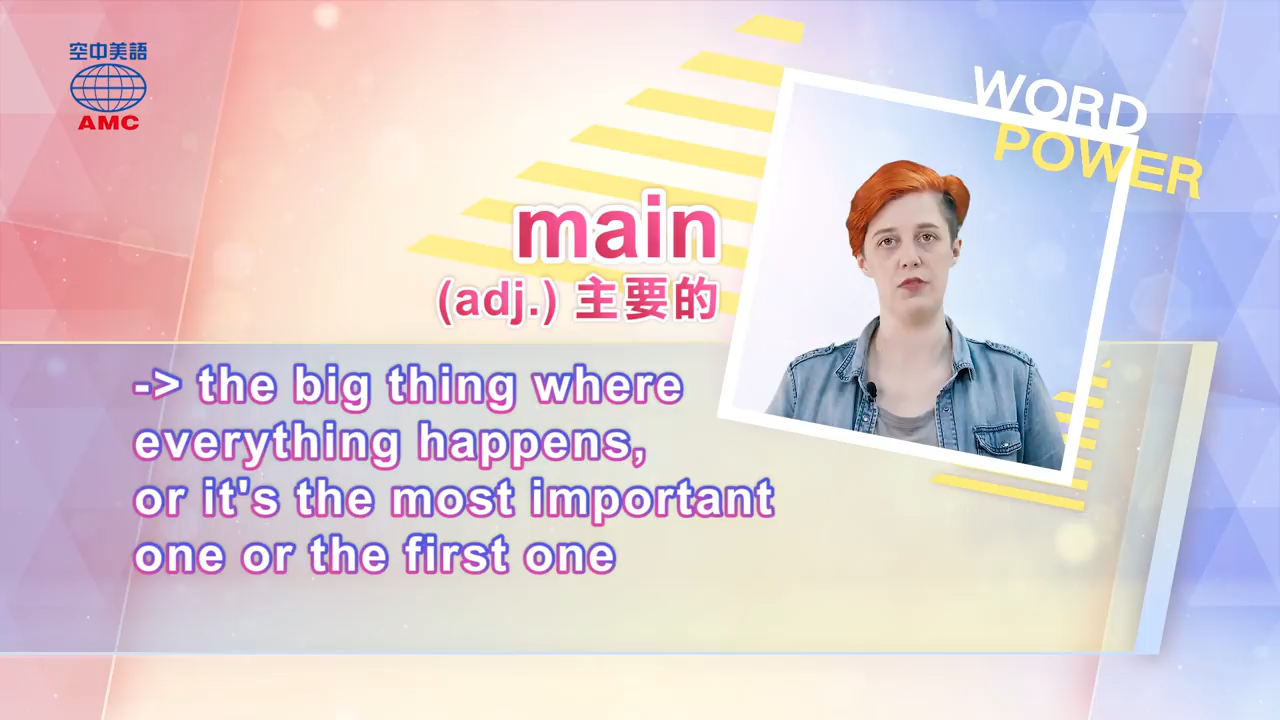 空中美語
AMC
WORD
POWER
main
(adj.) 主要的
-> the big thing where
everything happens,
or it's the most important
one or the first one